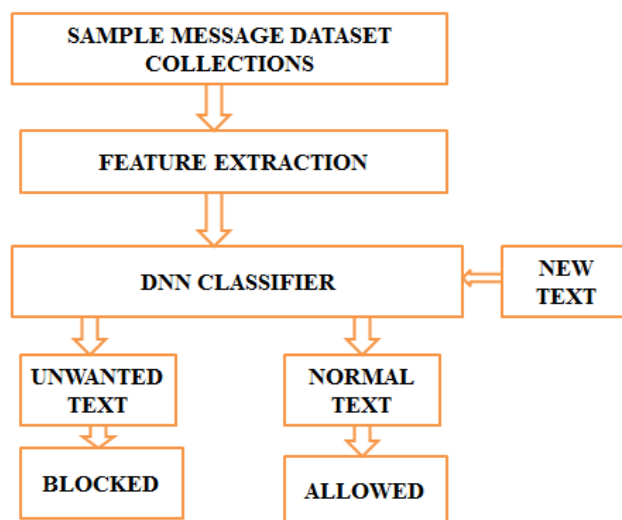 SAMPLE MESSAGE DATASET
COLLECTIONS
FEATURE EXTRACTION
DNN CLASSIFIER
NEW
TEXT
UNWANTED
TEXT
NORMAL
TEXT
BLOCKED
ALLOWED